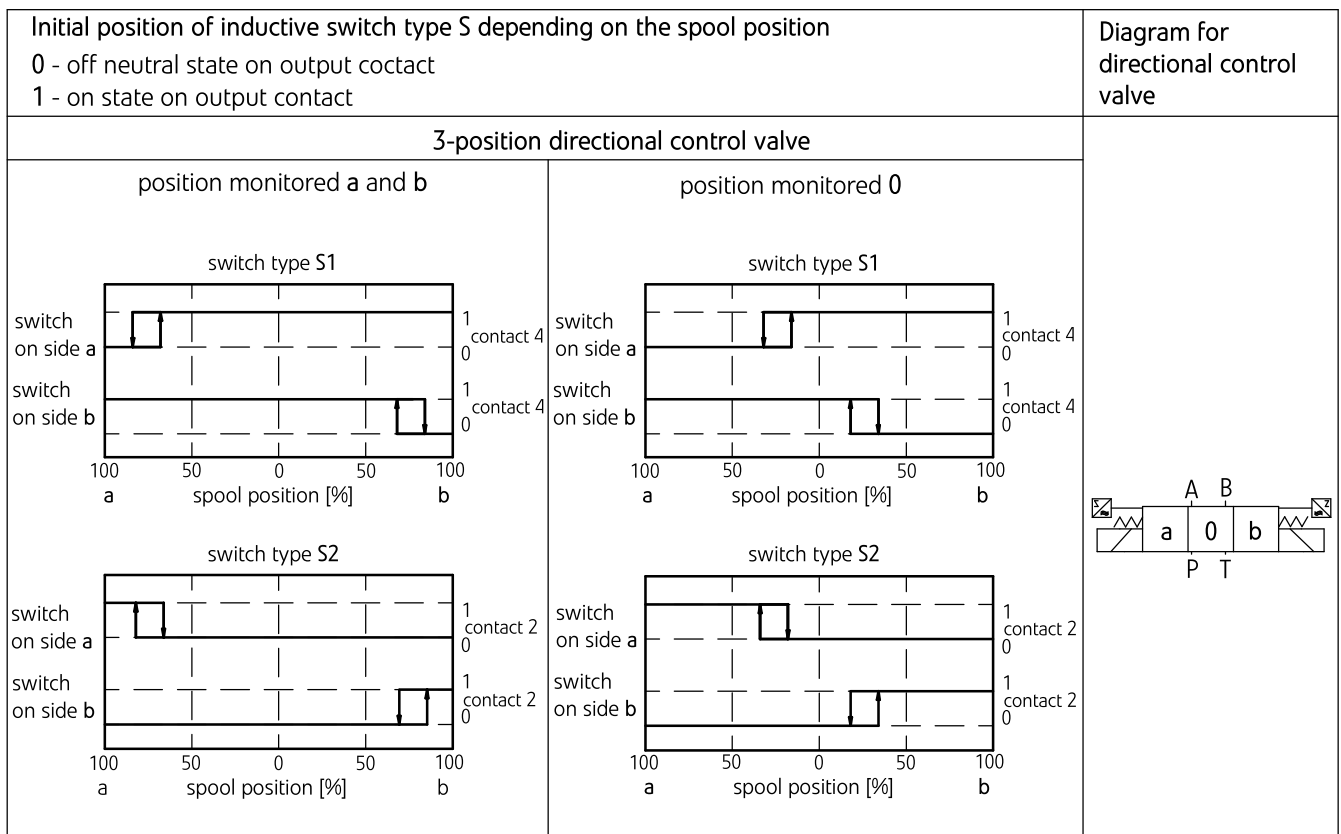 Initial position of inductive switch type S depending on the spool position
0 - off neutral state on output coctact
1 - on state on output contact
Diagram for
directional control
valve
3-position directional control valve
position monitored a and b
switch type S1
switch
on side a
1
contact 4
0
switch
on side b
1
contact 4
0
100 50 0 50 100
a spool position [%] b
switch type S2
switch
on side a
1
contact 2
0
switch
on side b
1
contact 2
0
100 50 0 50 100
a spool position [%] b
position monitored 0
switch type S1
switch
on side a
1
contact 4
0
switch
on side b
1
contact 4
0
100 50 0 50 100
a spool position [%] b
switch type S2
switch
on side a
1
contact 2
0
switch
on side b
1
contact 2
0
100 50 0 50 100
a spool position [%] b
A B
a 0 b
P T